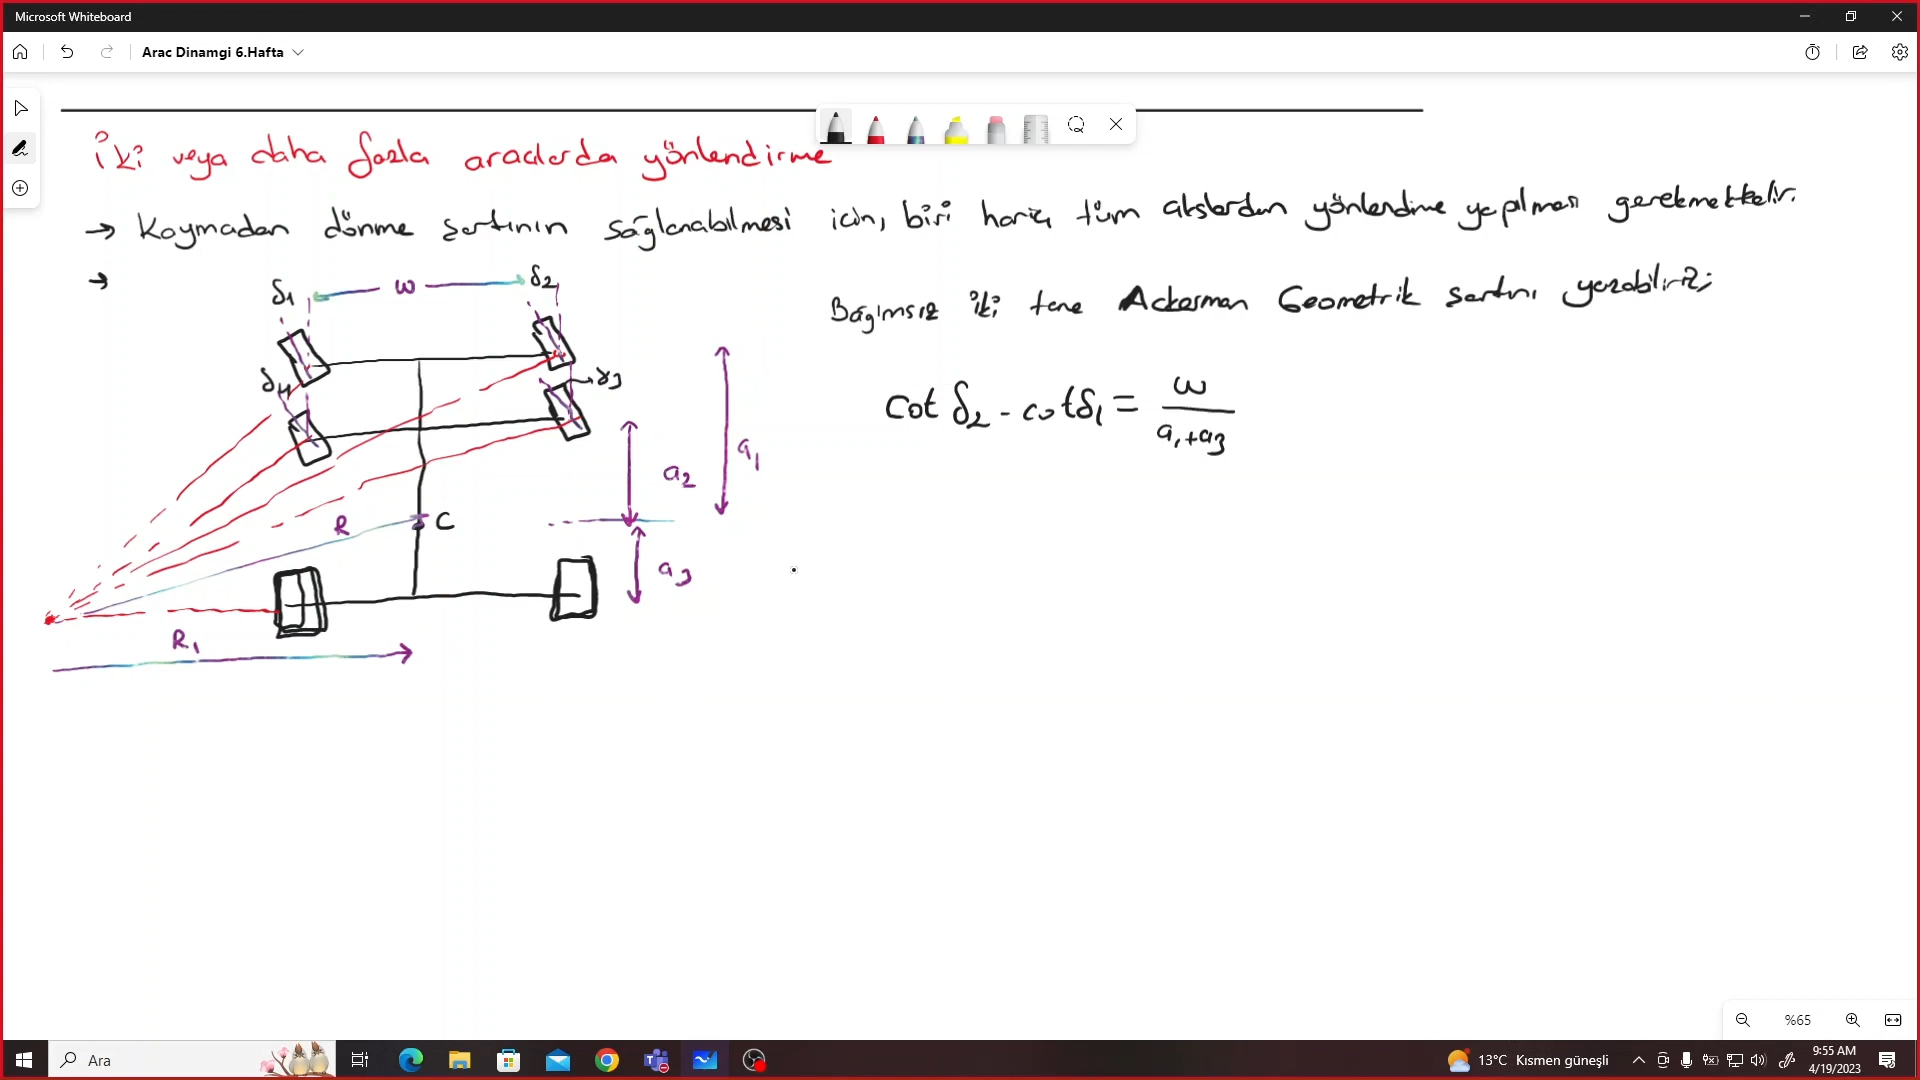 Microsoft Whiteboard
Arac Dinamgi 6.Hafta
İki veya daha fazla araclarda yönlendirme
→ Kaymadan dönme şartının sağlanabilmesi icin, biri hariç tüm akslardan yönlendirme yapılması gerekmektedir.
→
δ1 w δ2
Bağımsız iki tane Ackerman Geometrik şartını yazabiliriz;
δ4 δ3
cot δ2 - cot δ1 = w / a1+a3
a2 a1
R C
a3
R1
%65
Ara
13°C Kısmen güneşli
9:55 AM
4/19/2023